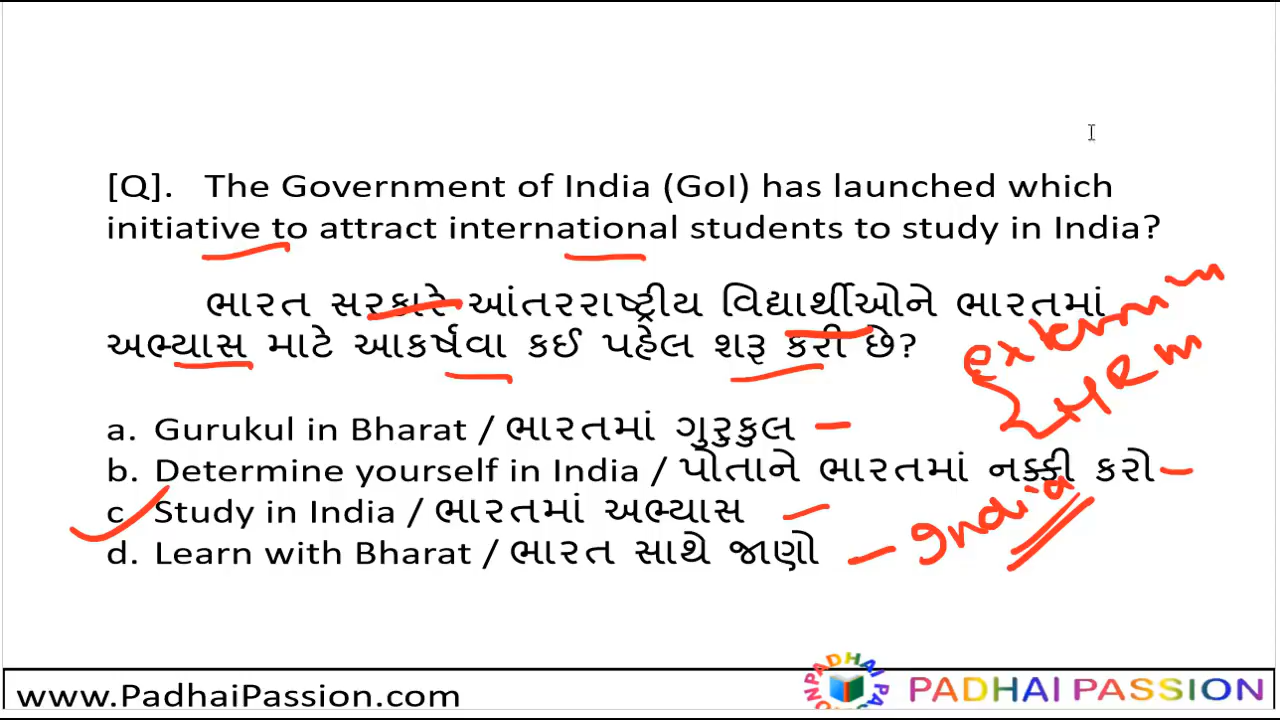 [Q]. The Government of India (GoI) has launched which
initiative to attract international students to study in India?
ભારત સરકારે આંતરરાષ્ટ્રીય વિદ્યાર્થીઓને ભારતમાં
અભ્યાસ માટે આકર્ષવા કઈ પહેલ શરૂ કરી છે?
a. Gurukul in Bharat / ભારતમાં ગુરુકુલ
b. Determine yourself in India / પોતાને ભારતમાં નક્કી કરો
c. Study in India / ભારતમાં અભ્યાસ
d. Learn with Bharat / ભારત સાથે જાણો
India
www.PadhaiPassion.com
PADHAI PASSION